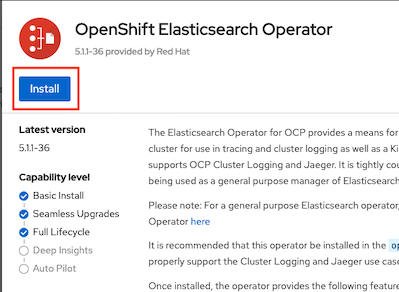 OpenShift Elasticsearch Operator
5.1.1-36 provided by Red Hat
Install
Latest version
5.1.1-36
Capability level
Basic Install
Seamless Upgrades
Full Lifecycle
Deep Insights
Auto Pilot
The Elasticsearch Operator for OCP provides a means for
cluster for use in tracing and cluster logging as well as a Ki
supports OCP Cluster Logging and Jaeger. It is tightly cou
being used as a general purpose manager of Elasticsearch
Please note: For a general purpose Elasticsearch operator,
Operator here
It is recommended that this operator be installed in the op
properly support the Cluster Logging and Jaeger use case
Once installed, the operator provides the following feature